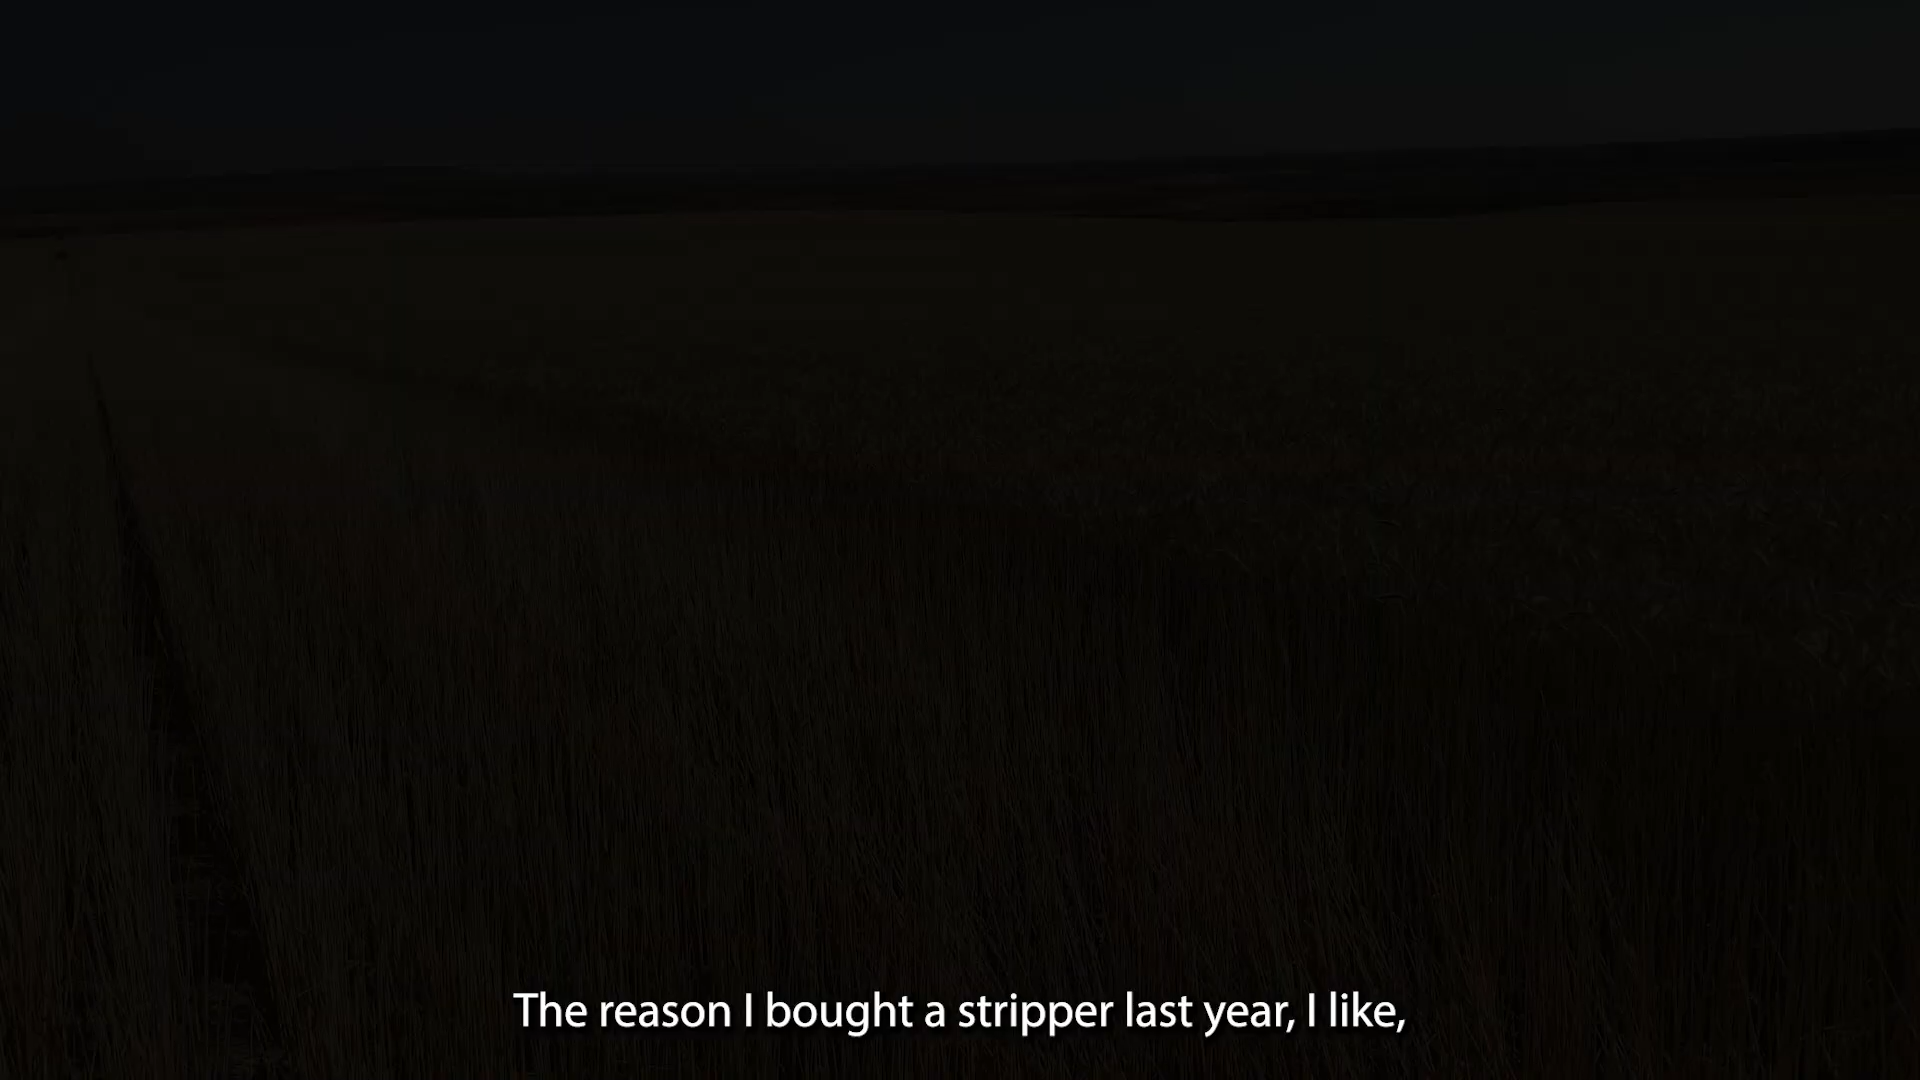 The reason I bought a stripper last year, I like,